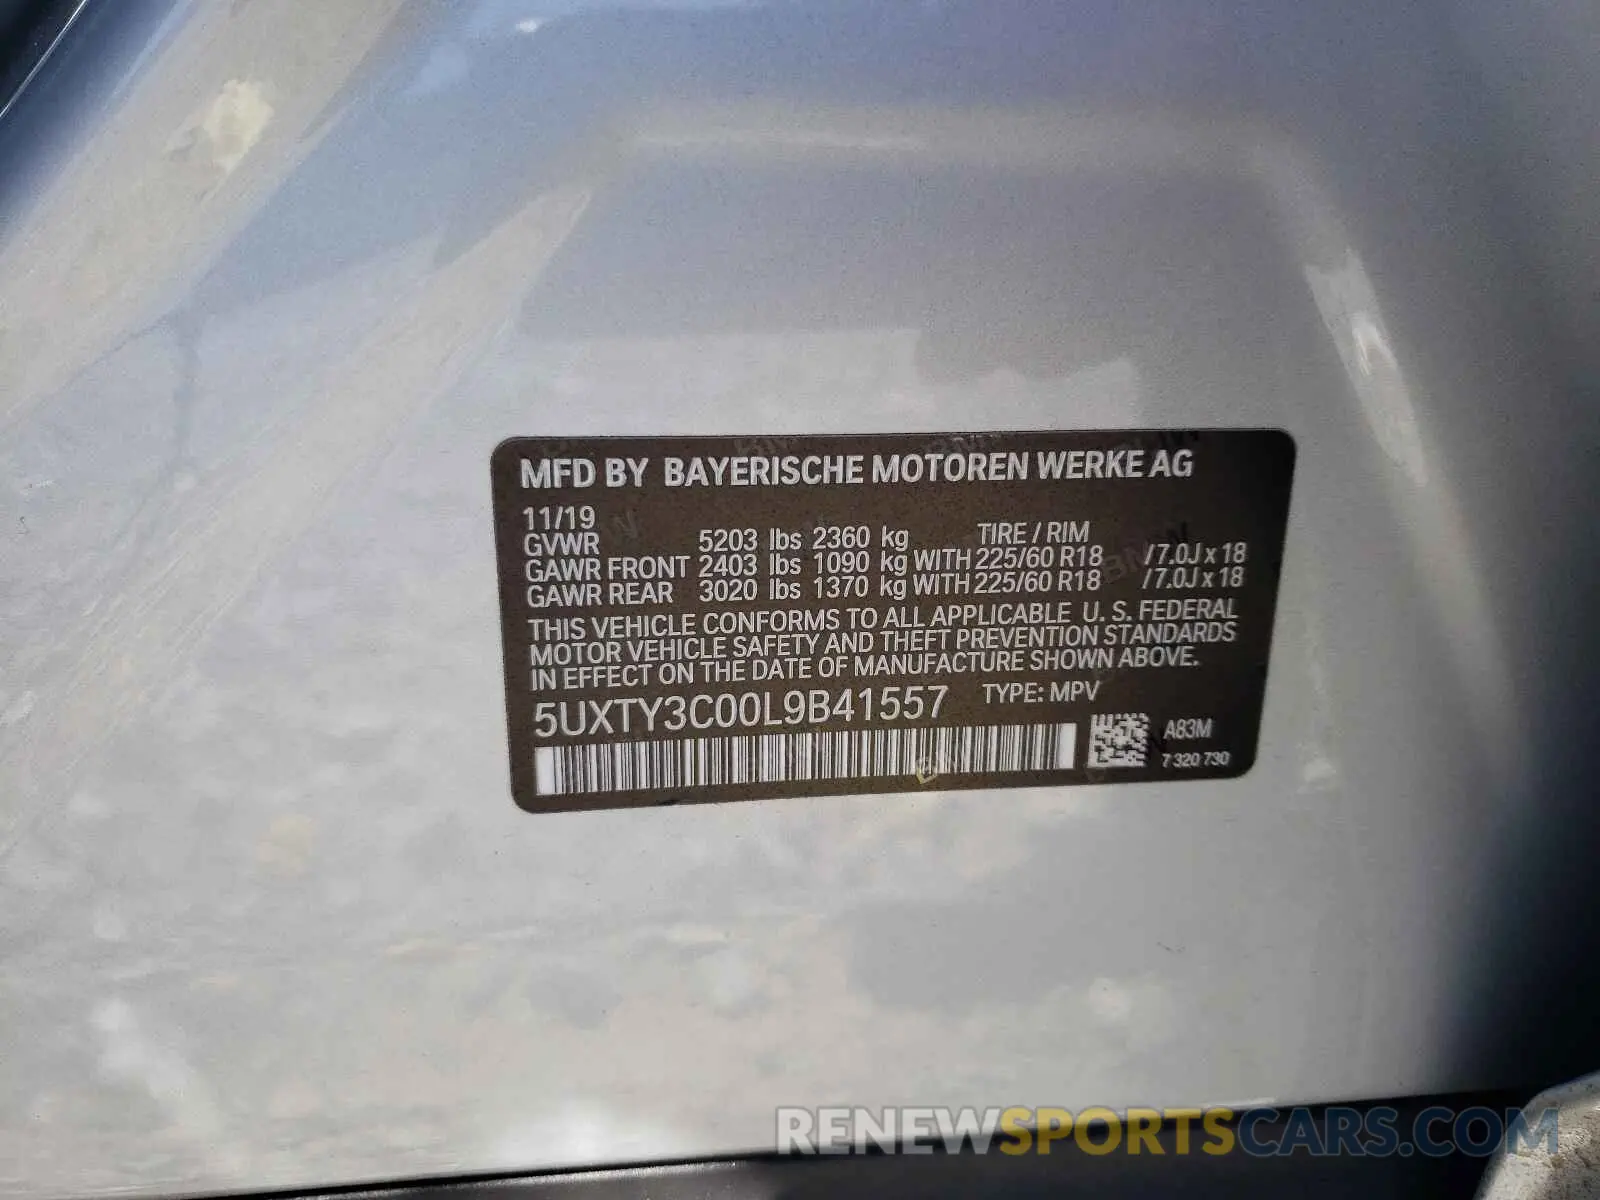 MFD BY BAYERISCHE MOTOREN WERKE AG
11/19
GVWR 5203 lbs 2360 kg TIRE / RIM
GAWR FRONT 2403 lbs 1090 kg WITH 225/60 R18 / 7.0J x 18
GAWR REAR 3020 lbs 1370 kg WITH 225/60 R18 / 7.0J x 18
THIS VEHICLE CONFORMS TO ALL APPLICABLE U. S. FEDERAL
MOTOR VEHICLE SAFETY AND THEFT PREVENTION STANDARDS
IN EFFECT ON THE DATE OF MANUFACTURE SHOWN ABOVE.
5UXTY3C00L9B41557 TYPE: MPV
A83M
7 320 730
RENEWSPORTSCARS.COM